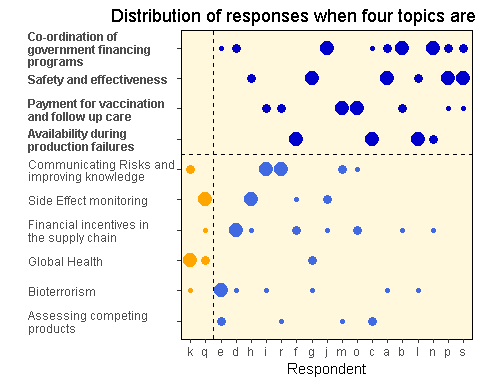 Distribution of responses when four topics are
Co-ordination of
government financing
programs
Safety and effectiveness
Payment for vaccination
and follow up care
Availability during
production failures
Communicating Risks and
improving knowledge
Side Effect monitoring
Financial incentives in
the supply chain
Global Health
Bioterrorism
Assessing competing
products
k q e d h i r f g j m o c a b l n p s
Respondent